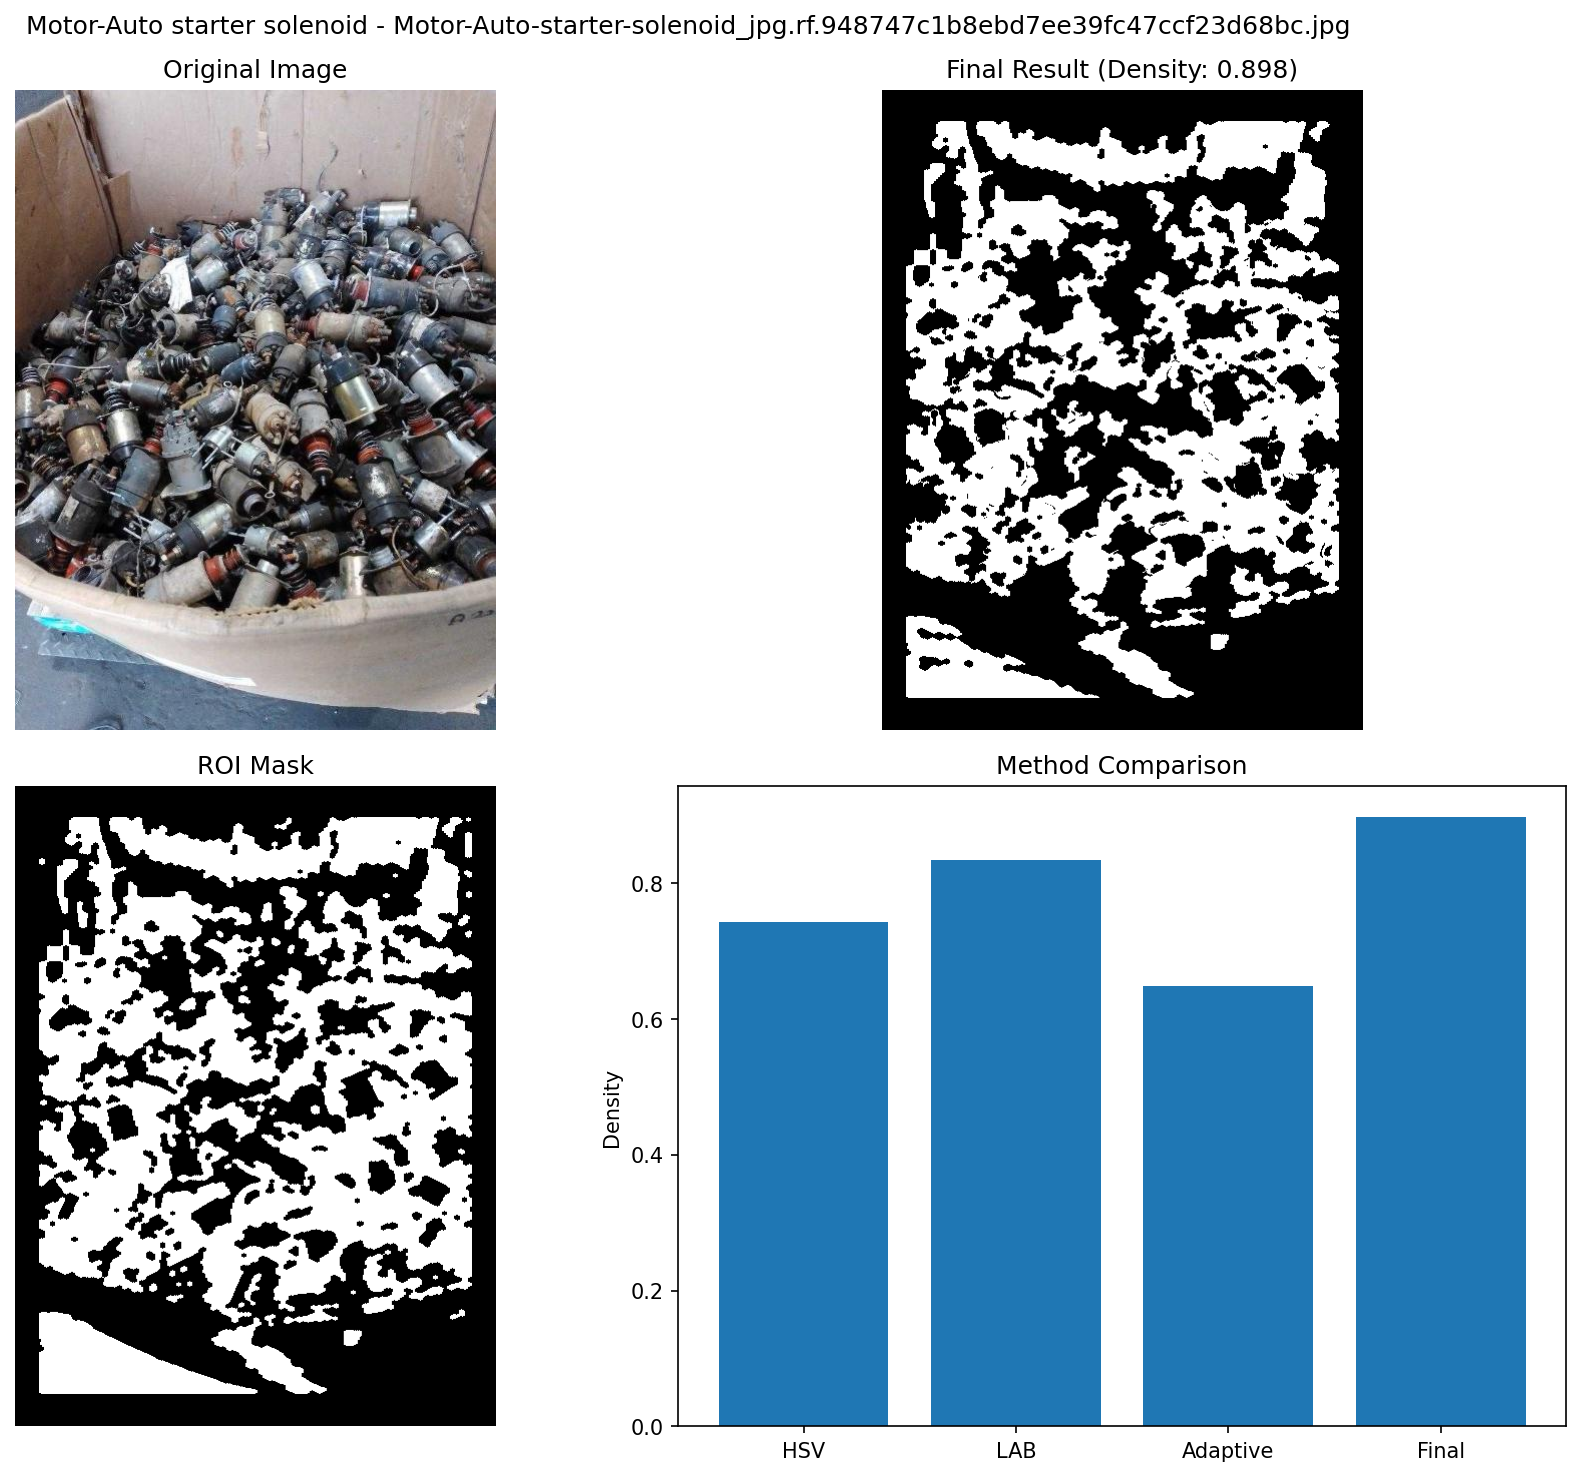 Motor-Auto starter solenoid - Motor-Auto-starter-solenoid_jpg.rf.948747c1b8ebd7ee39fc47ccf23d68bc.jpg
Original Image
Final Result (Density: 0.898)
ROI Mask
Method Comparison
Density
0.8
0.6
0.4
0.2
0.0
HSV
LAB
Adaptive
Final